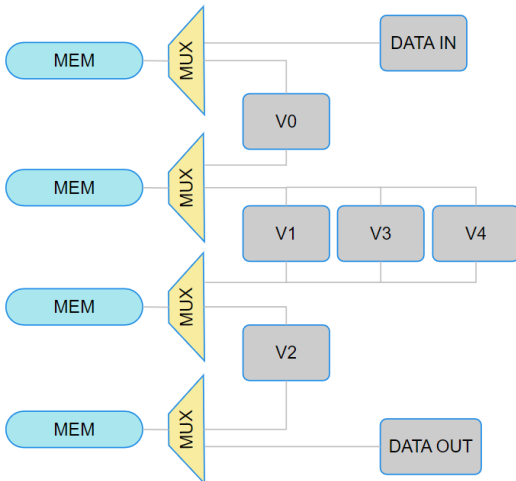 DATA IN
MEM
MUX
V0
MEM
MUX
V1
V3
V4
MEM
MUX
V2
MEM
MUX
DATA OUT